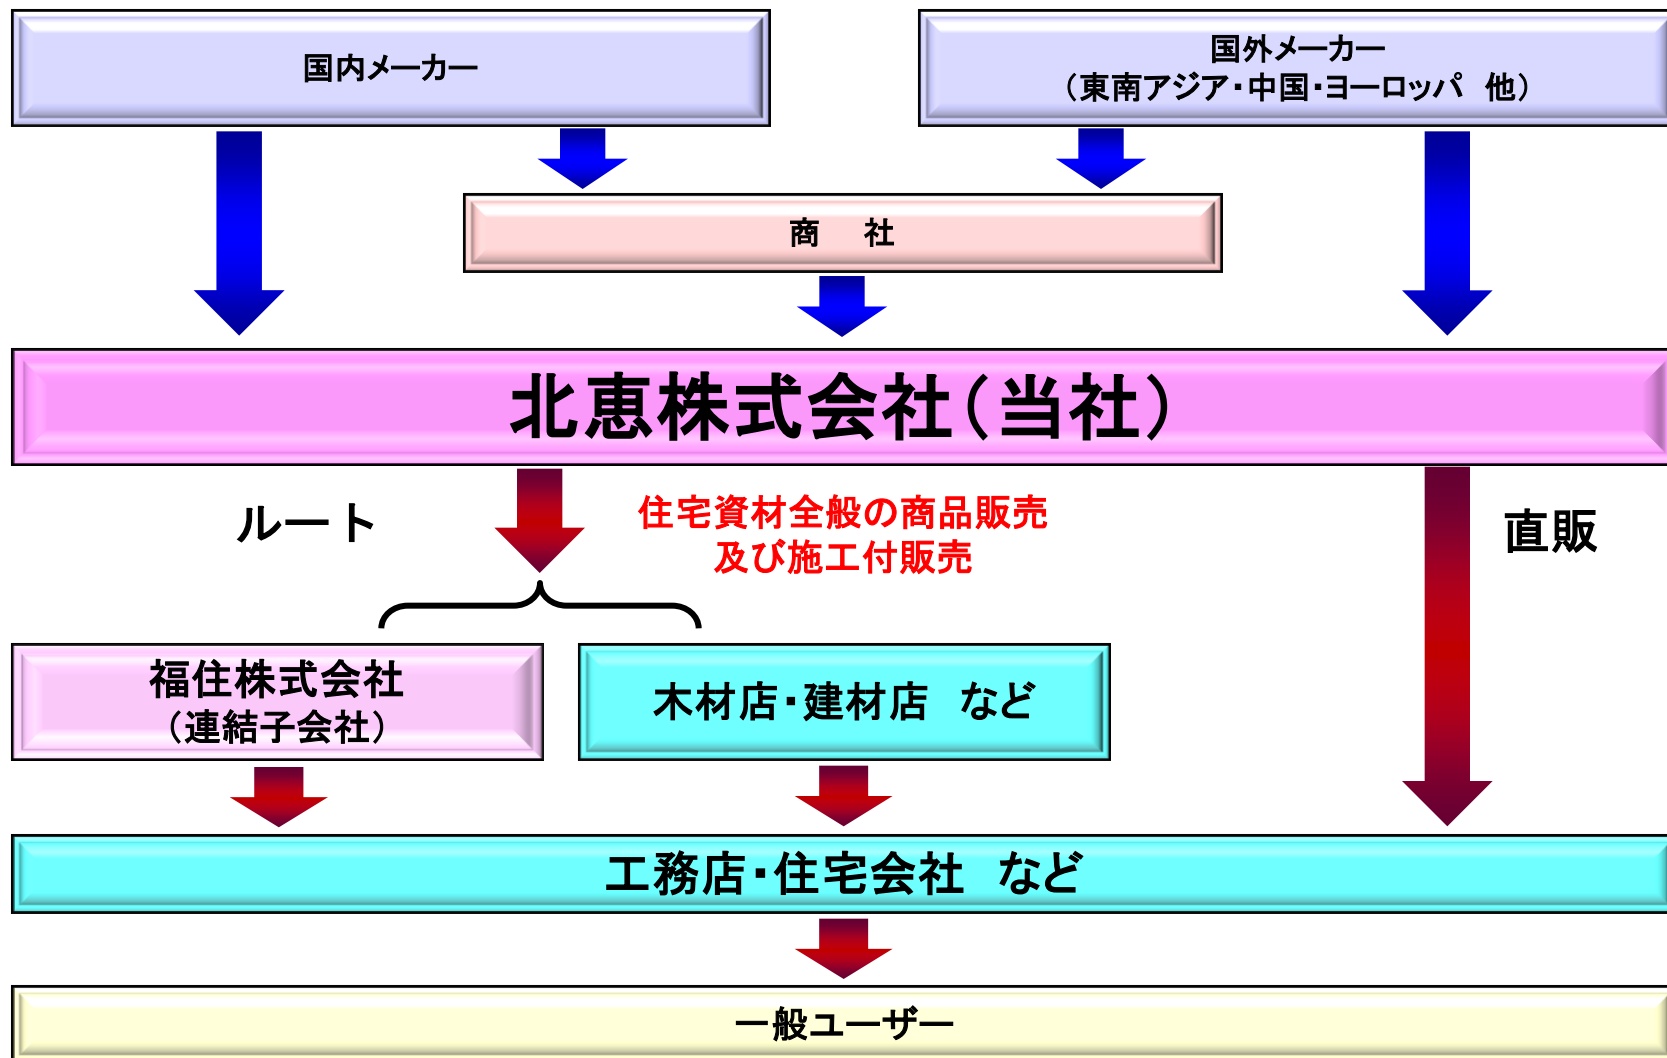 国内メーカー
国外メーカー
（東南アジア・中国・ヨーロッパ　他）
商　社
北恵株式会社（当社）
ルート
住宅資材全般の商品販売
及び施工付販売
直販
福住株式会社
（連結子会社）
木材店・建材店　など
工務店・住宅会社　など
一般ユーザー